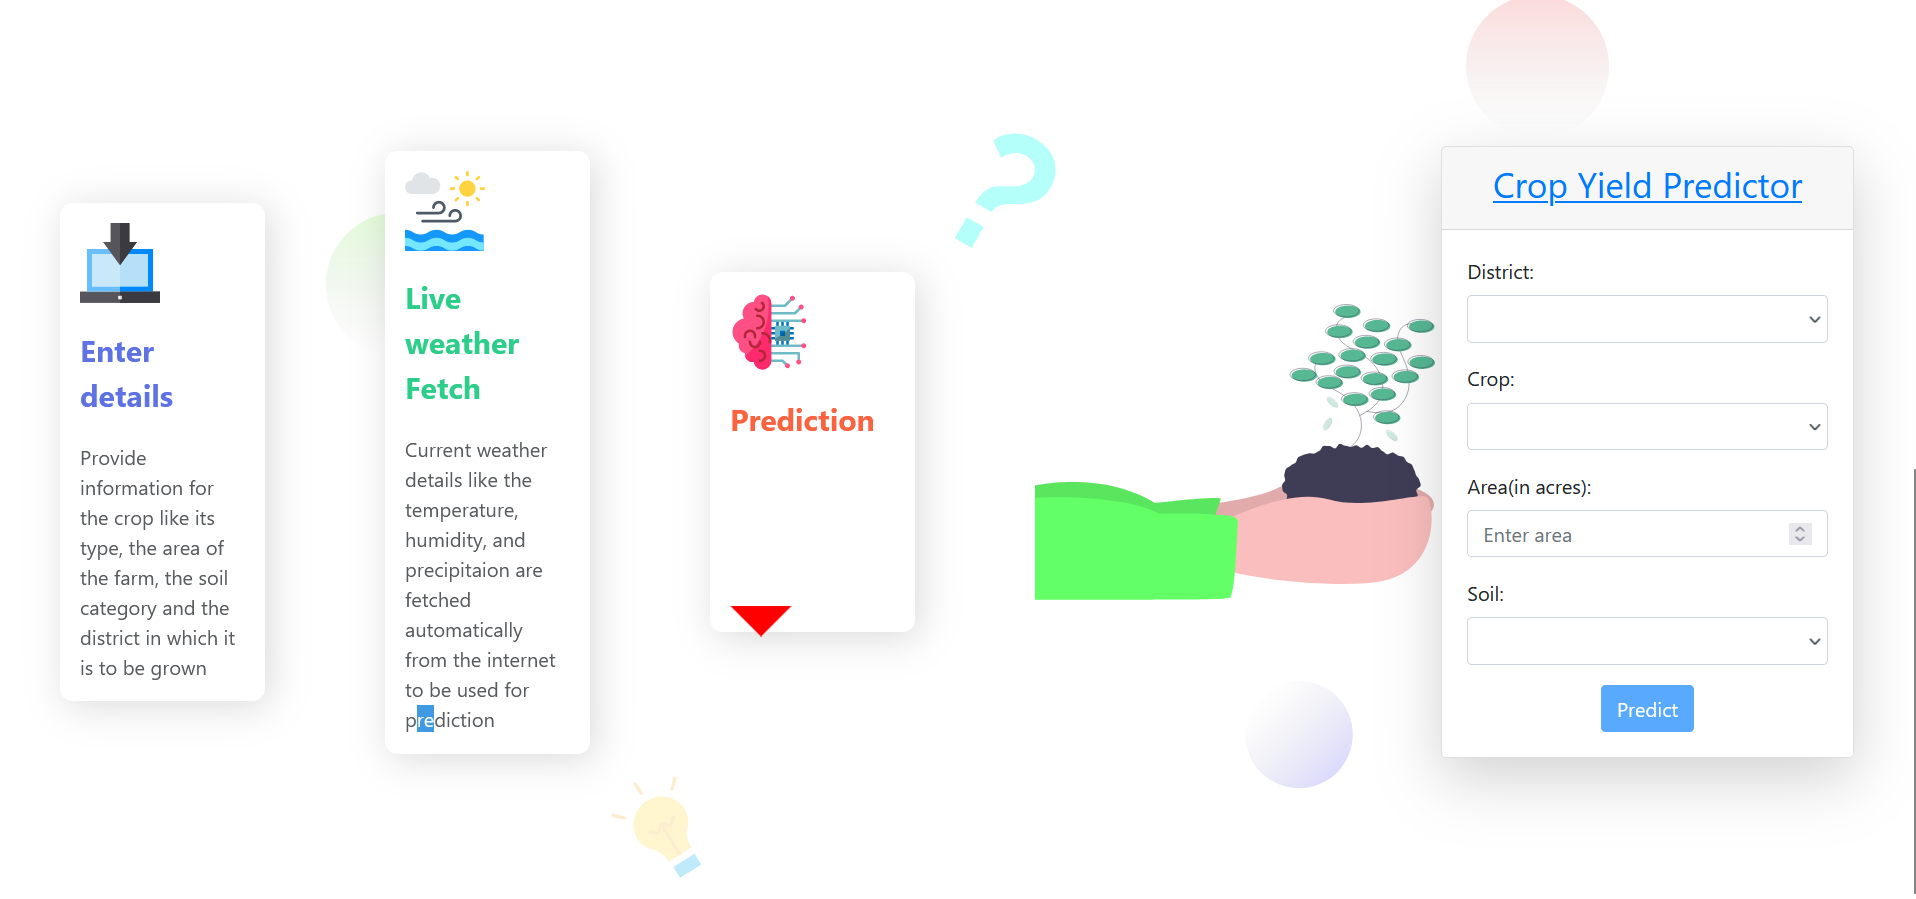 Enter
details
Provide
information for
the crop like its
type, the area of
the farm, the soil
category and the
district in which it
is to be grown
Live
weather
Fetch
Current weather
details like the
temperature,
humidity, and
precipitaion are
fetched
automatically
from the internet
to be used for
prediction
Prediction
?
Crop Yield Predictor
District:
Crop:
Area(in acres):
Enter area
Soil:
Predict